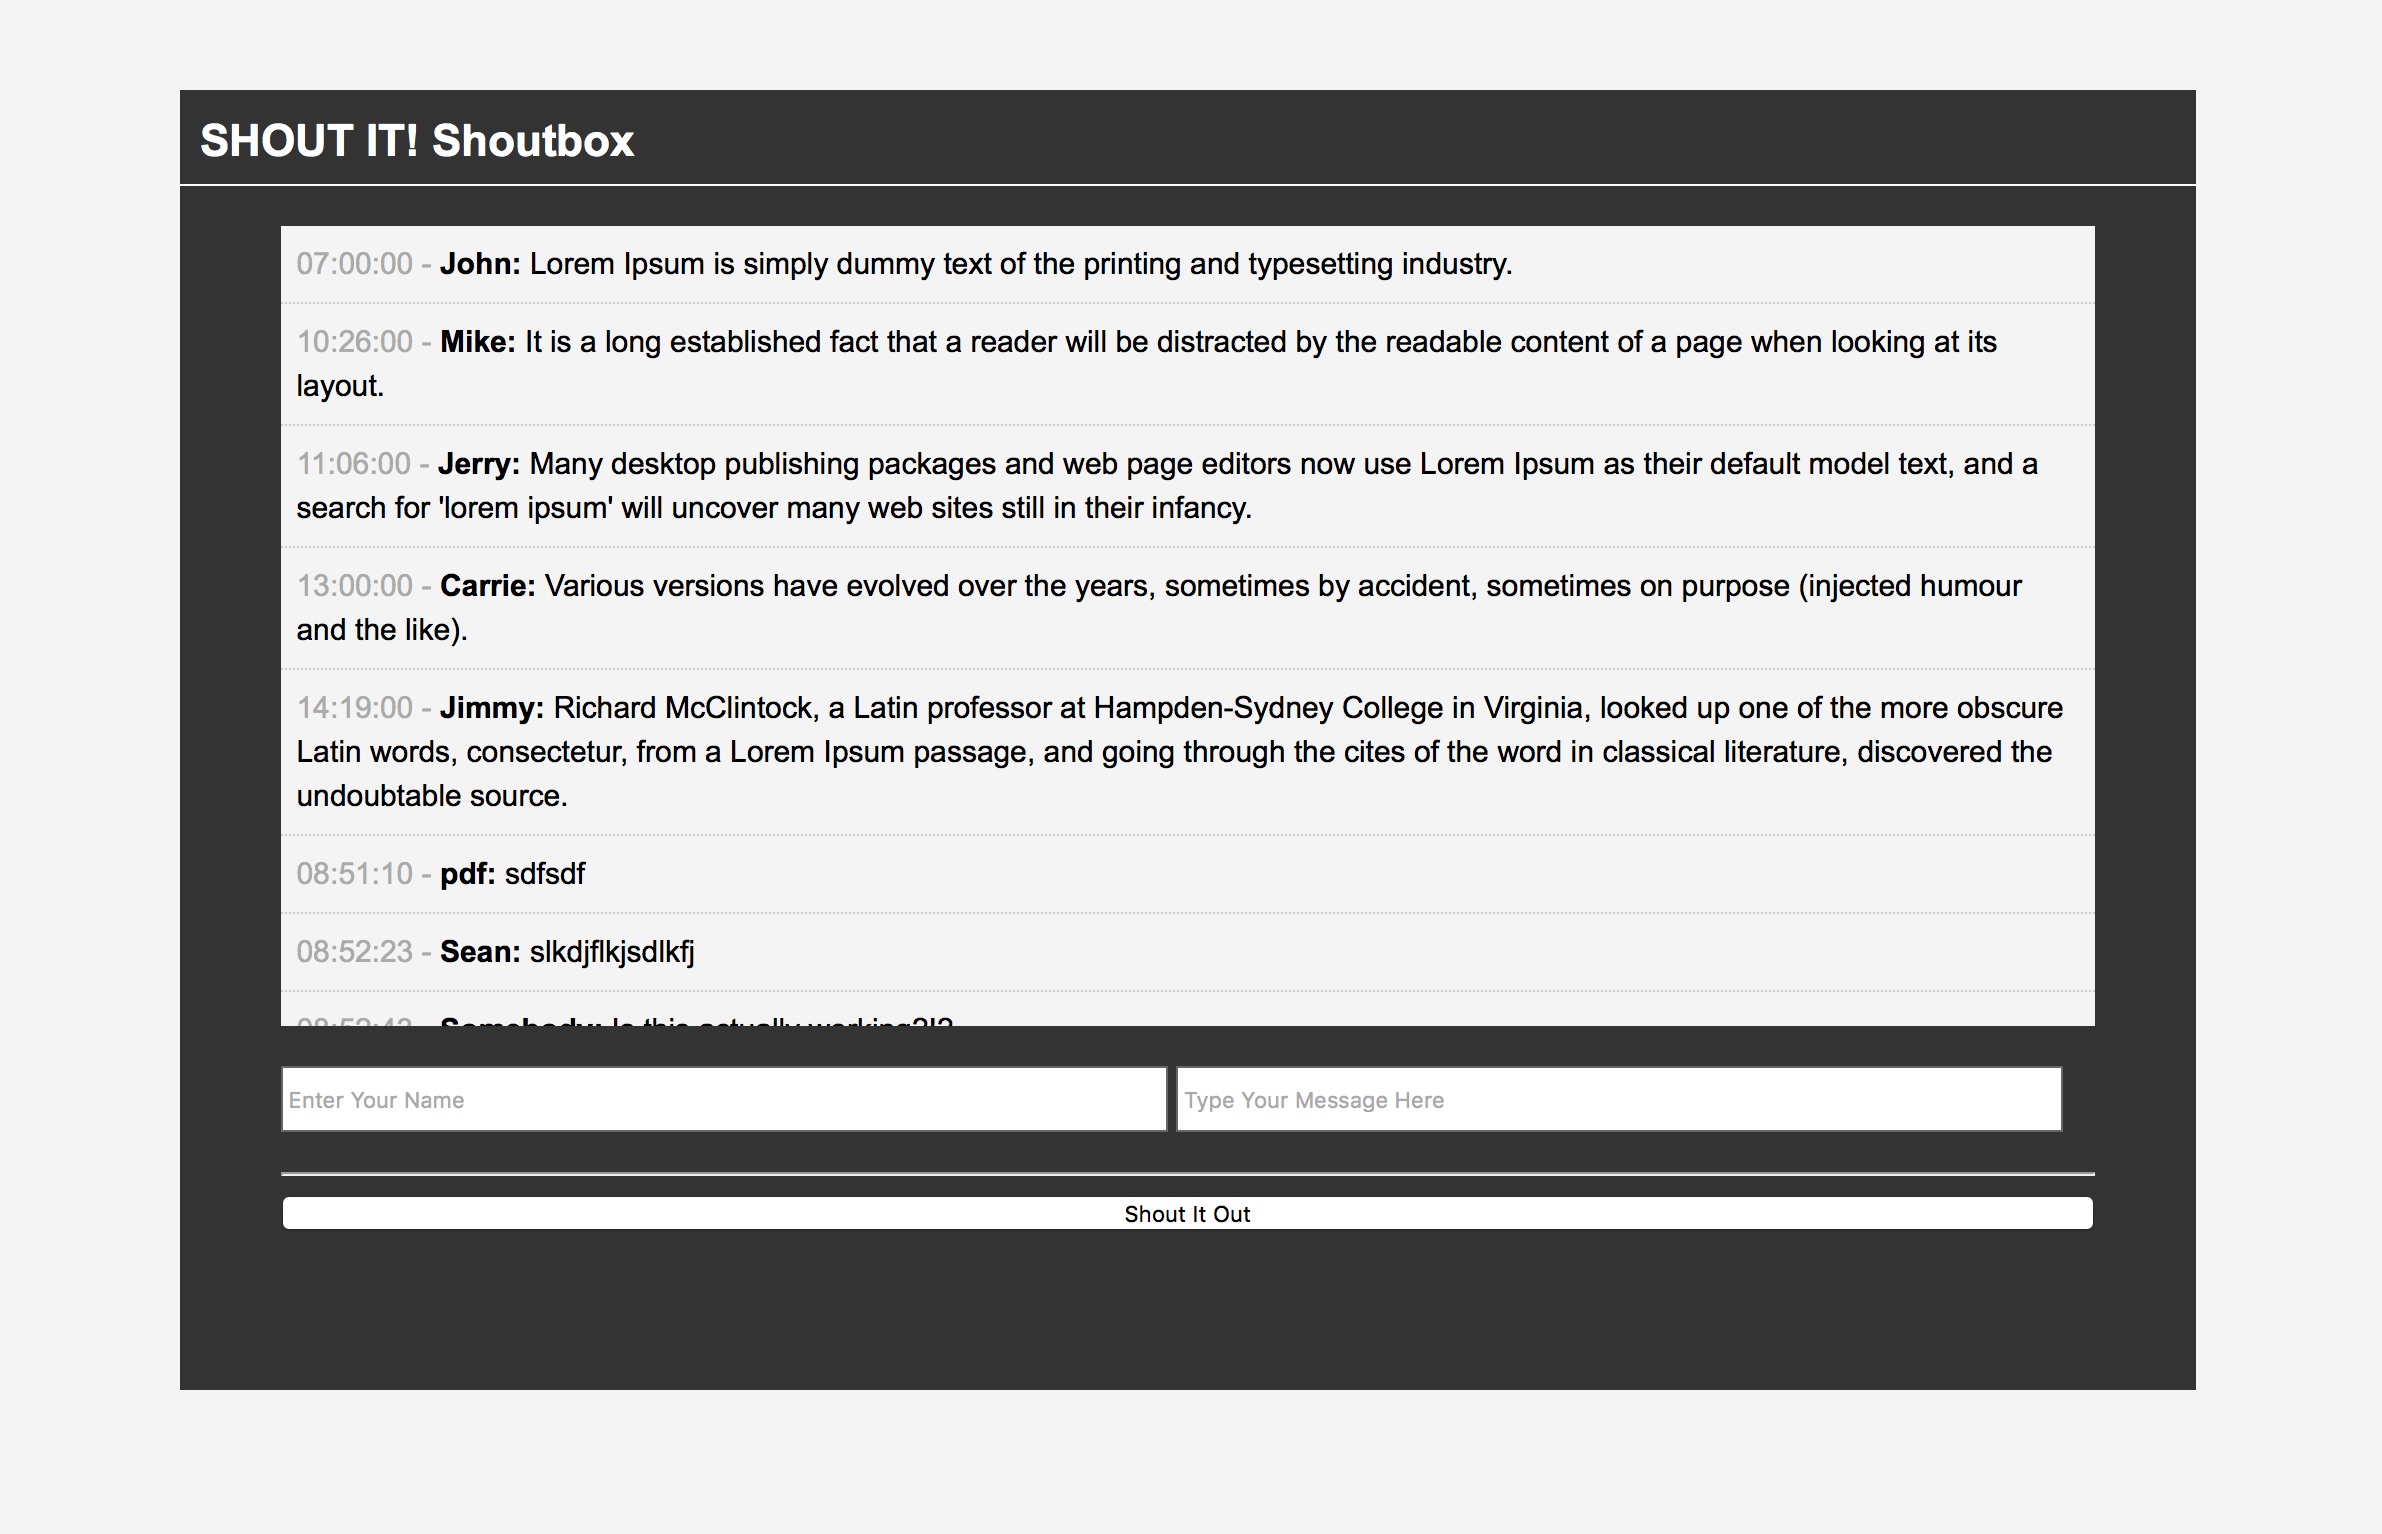 SHOUT IT! Shoutbox
07:00:00 - John: Lorem Ipsum is simply dummy text of the printing and typesetting industry.
10:26:00 - Mike: It is a long established fact that a reader will be distracted by the readable content of a page when looking at its
layout.
11:06:00 - Jerry: Many desktop publishing packages and web page editors now use Lorem Ipsum as their default model text, and a
search for 'lorem ipsum' will uncover many web sites still in their infancy.
13:00:00 - Carrie: Various versions have evolved over the years, sometimes by accident, sometimes on purpose (injected humour
and the like).
14:19:00 - Jimmy: Richard McClintock, a Latin professor at Hampden-Sydney College in Virginia, looked up one of the more obscure
Latin words, consectetur, from a Lorem Ipsum passage, and going through the cites of the word in classical literature, discovered the
undoubtable source.
08:51:10 - pdf: sdfsdf
08:52:23 - Sean: slkdjflkjsdlkfj
- Somebody: Is this actually working?!?
Enter Your Name
Type Your Message Here
Shout It Out